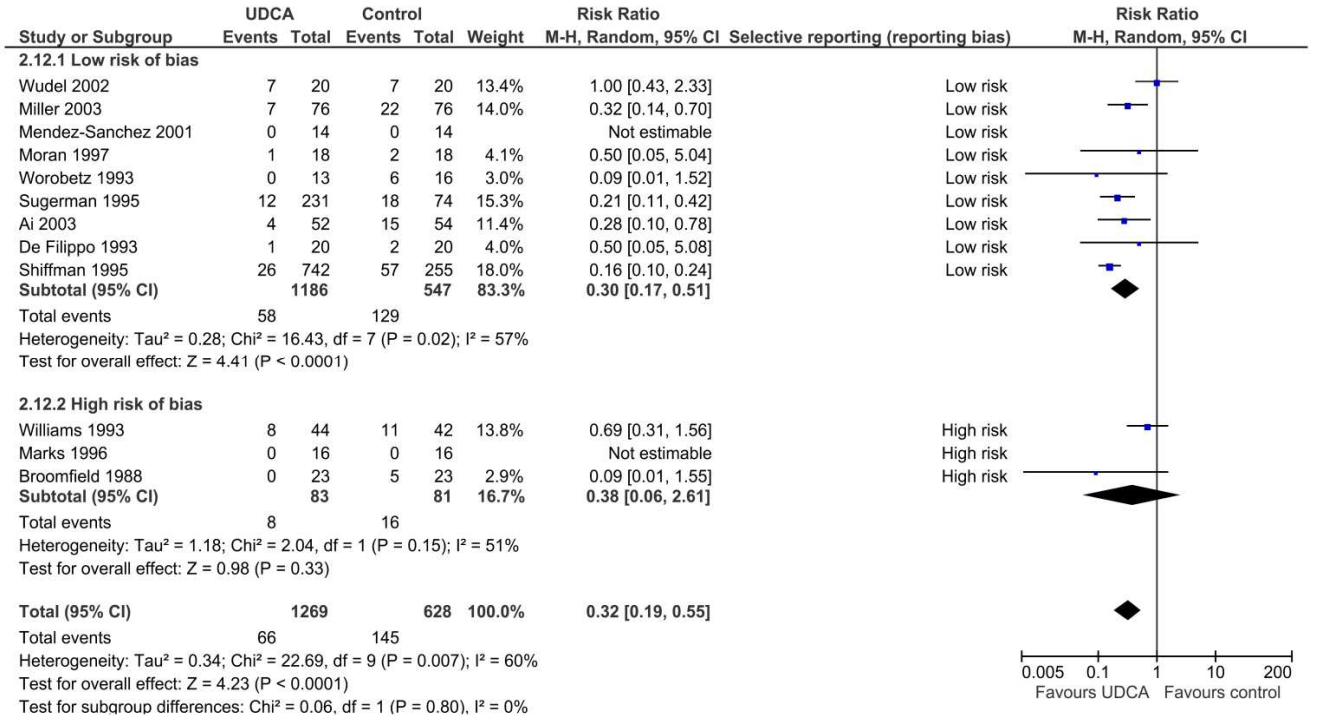 UDCA Control Risk Ratio Risk Ratio
Study or Subgroup Events Total Events Total Weight M-H, Random, 95% CI Selective reporting (reporting bias) M-H, Random, 95% CI
2.12.1 Low risk of bias
Wudel 2002 7 20 7 20 13.4% 1.00 [0.43, 2.33] Low risk
Miller 2003 7 76 22 76 14.0% 0.32 [0.14, 0.70] Low risk
Mendez-Sanchez 2001 0 14 0 14 Not estimable Low risk
Moran 1997 1 18 2 18 4.1% 0.50 [0.05, 5.04] Low risk
Worobetz 1993 0 13 6 16 3.0% 0.09 [0.01, 1.52] Low risk
Sugerman 1995 12 231 18 74 15.3% 0.21 [0.11, 0.42] Low risk
Ai 2003 4 52 15 54 11.4% 0.28 [0.10, 0.78] Low risk
De Filippo 1993 1 20 2 20 4.0% 0.50 [0.05, 5.08] Low risk
Shiffman 1995 26 742 57 255 18.0% 0.16 [0.10, 0.24] Low risk
Subtotal (95% CI) 1186 547 83.3% 0.30 [0.17, 0.51]
Total events 58 129
Heterogeneity: Tau² = 0.28; Chi² = 16.43, df = 7 (P = 0.02); I² = 57%
Test for overall effect: Z = 4.41 (P < 0.0001)
2.12.2 High risk of bias
Williams 1993 8 44 11 42 13.8% 0.69 [0.31, 1.56] High risk
Marks 1996 0 16 0 16 Not estimable High risk
Broomfield 1988 0 23 5 23 2.9% 0.09 [0.01, 1.55] High risk
Subtotal (95% CI) 83 81 16.7% 0.38 [0.06, 2.61]
Total events 8 16
Heterogeneity: Tau² = 1.18; Chi² = 2.04, df = 1 (P = 0.15); I² = 51%
Test for overall effect: Z = 0.98 (P = 0.33)
Total (95% CI) 1269 628 100.0% 0.32 [0.19, 0.55]
Total events 66 145
Heterogeneity: Tau² = 0.34; Chi² = 22.69, df = 9 (P = 0.007); I² = 60%
Test for overall effect: Z = 4.23 (P < 0.0001)
Test for subgroup differences: Chi² = 0.06, df = 1 (P = 0.80), I² = 0%
0.005 0.1 1 10 200
Favours UDCA Favours control